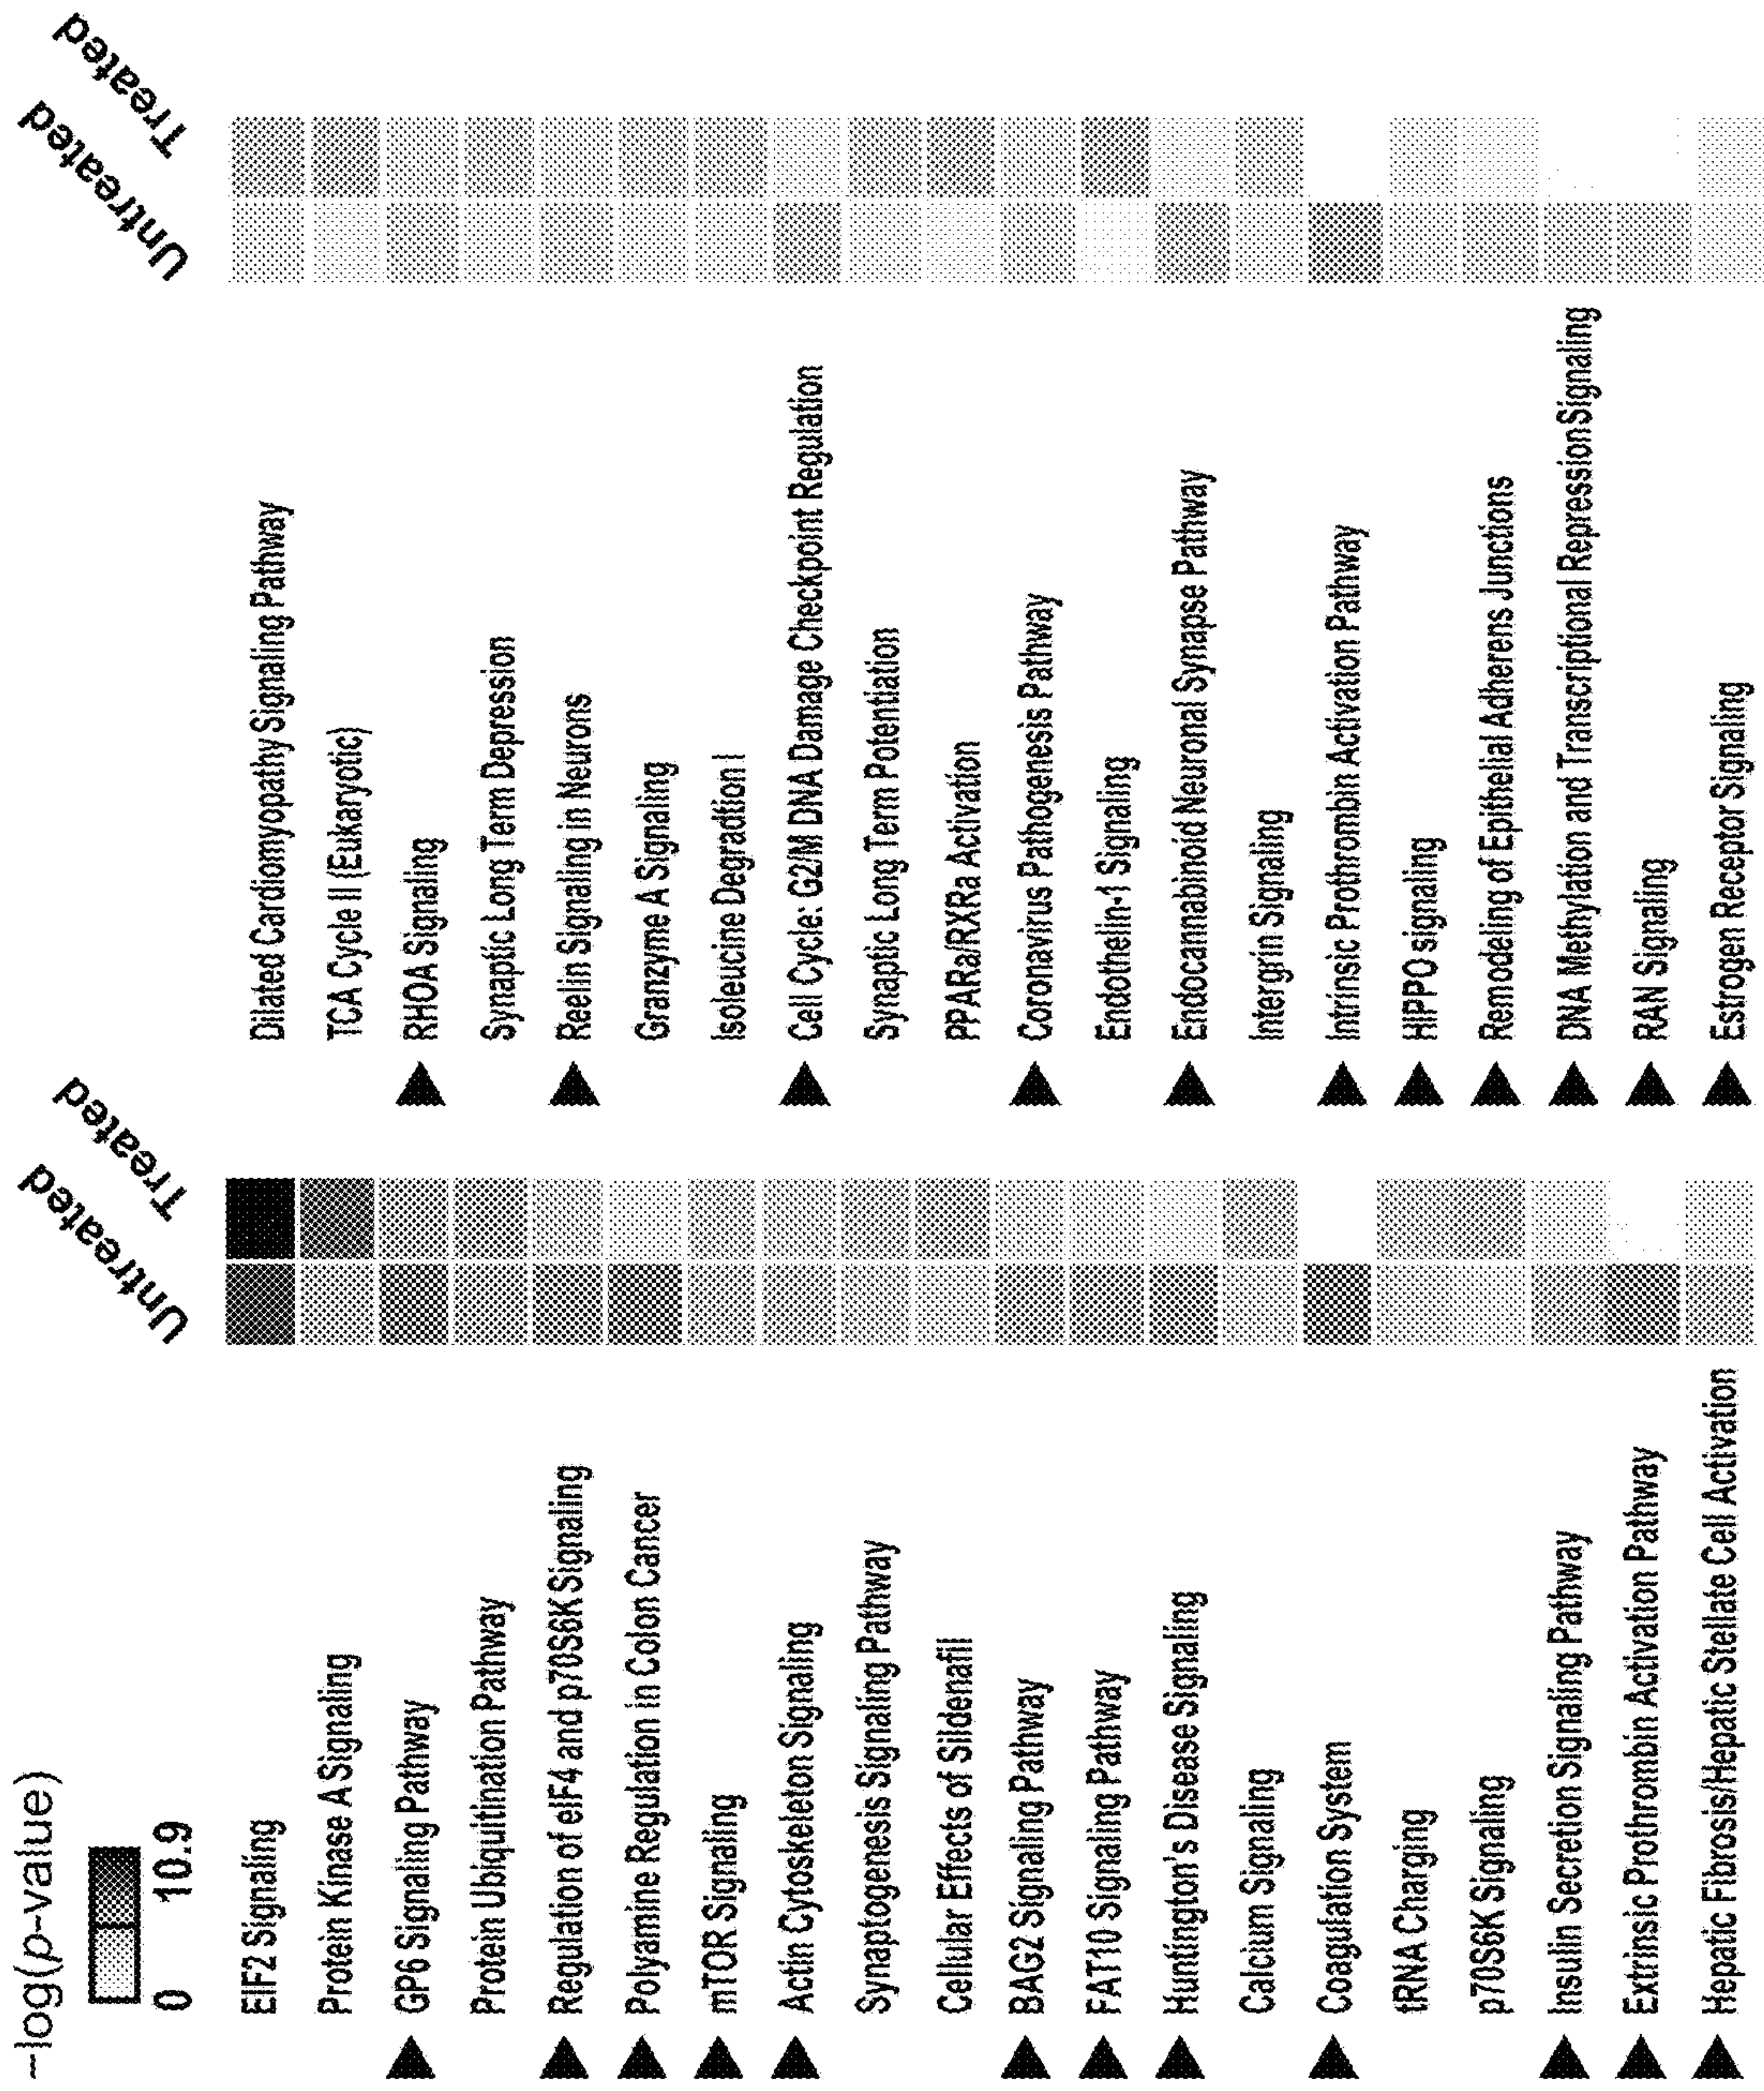 –log(p-value)
0 10.9
Untreated
Treated
EIF2 Signaling
Protein Kinase A Signaling
GP6 Signaling Pathway
Protein Ubiquitination Pathway
Regulation of eIF4 and p70S6K Signaling
Polyamine Regulation in Colon Cancer
mTOR Signaling
Actin Cytoskeleton Signaling
Synaptogenesis Signaling Pathway
Cellular Effects of Sildenafil
BAG2 Signaling Pathway
FAT10 Signaling Pathway
Huntington's Disease Signaling
Calcium Signaling
Coagulation System
tRNA Charging
p70S6K Signaling
Insulin Secretion Signaling Pathway
Extrinsic Prothrombin Activation Pathway
Hepatic Fibrosis/Hepatic Stellate Cell Activation
Untreated
Treated
Dilated Cardiomyopathy Signaling Pathway
TCA Cycle II (Eukaryotic)
RHOA Signaling
Synaptic Long Term Depression
Reelin Signaling in Neurons
Granzyme A Signaling
Isoleucine Degradtion I
Cell Cycle: G2/M DNA Damage Checkpoint Regulation
Synaptic Long Term Potentiation
PPARa/RXRa Activation
Coronavirus Pathogenesis Pathway
Endothelin-1 Signaling
Endocannabinoid Neuronal Synapse Pathway
Intergrin Signaling
Intrinsic Prothrombin Activation Pathway
HIPPO signaling
Remodeling of Epithelial Adherens Junctions
DNA Methylation and Transcriptional Repression Signaling
RAN Signaling
Estrogen Receptor Signaling